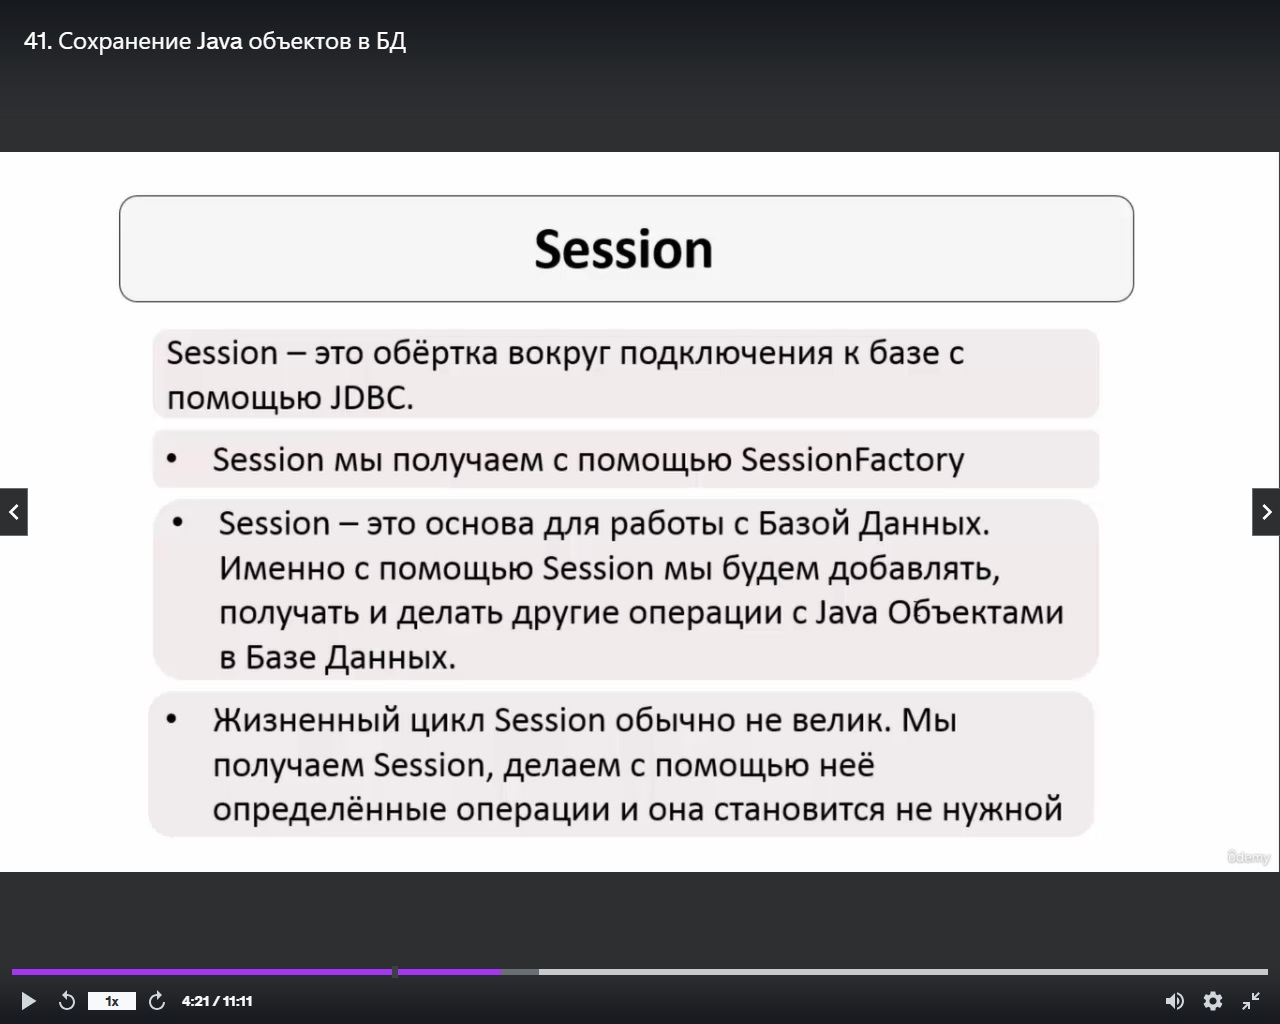 41. Сохранение Java объектов в БД
Session
Session – это обёртка вокруг подключения к базе с
помощью JDBC.
• Session мы получаем с помощью SessionFactory
• Session – это основа для работы с Базой Данных.
Именно с помощью Session мы будем добавлять,
получать и делать другие операции с Java Объектами
в Базе Данных.
• Жизненный цикл Session обычно не велик. Мы
получаем Session, делаем с помощью неё
определённые операции и она становится не нужной
ûdemy
1x
4:21 / 11:11